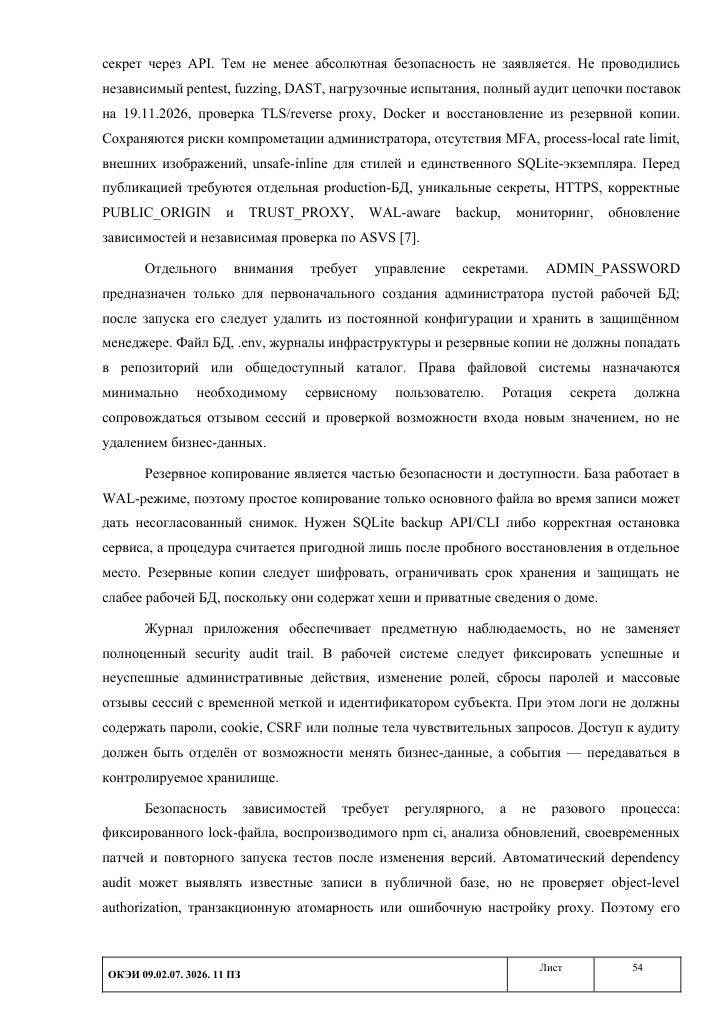 секрет через API. Тем не менее абсолютная безопасность не заявляется. Не проводились
независимый pentest, fuzzing, DAST, нагрузочные испытания, полный аудит цепочки поставок
на 19.11.2026, проверка TLS/reverse proxy, Docker и восстановление из резервной копии.
Сохраняются риски компрометации администратора, отсутствия MFA, process-local rate limit,
внешних изображений, unsafe-inline для стилей и единственного SQLite-экземпляра. Перед
публикацией требуются отдельная production-БД, уникальные секреты, HTTPS, корректные
PUBLIC_ORIGIN и TRUST_PROXY, WAL-aware backup, мониторинг, обновление
зависимостей и независимая проверка по ASVS [7].
Отдельного внимания требует управление секретами. ADMIN_PASSWORD
предназначен только для первоначального создания администратора пустой рабочей БД;
после запуска его следует удалить из постоянной конфигурации и хранить в защищённом
менеджере. Файл БД, .env, журналы инфраструктуры и резервные копии не должны попадать
в репозиторий или общедоступный каталог. Права файловой системы назначаются
минимально необходимому сервисному пользователю. Ротация секрета должна
сопровождаться отзывом сессий и проверкой возможности входа новым значением, но не
удалением бизнес-данных.
Резервное копирование является частью безопасности и доступности. База работает в
WAL-режиме, поэтому простое копирование только основного файла во время записи может
дать несогласованный снимок. Нужен SQLite backup API/CLI либо корректная остановка
сервиса, а процедура считается пригодной лишь после пробного восстановления в отдельное
место. Резервные копии следует шифровать, ограничивать срок хранения и защищать не
слабее рабочей БД, поскольку они содержат хеши и приватные сведения о доме.
Журнал приложения обеспечивает предметную наблюдаемость, но не заменяет
полноценный security audit trail. В рабочей системе следует фиксировать успешные и
неуспешные административные действия, изменение ролей, сбросы паролей и массовые
отзывы сессий с временной меткой и идентификатором субъекта. При этом логи не должны
содержать пароли, cookie, CSRF или полные тела чувствительных запросов. Доступ к аудиту
должен быть отделён от возможности менять бизнес-данные, а события — передаваться в
контролируемое хранилище.
Безопасность зависимостей требует регулярного, а не разового процесса:
фиксированного lock-файла, воспроизводимого npm ci, анализа обновлений, своевременных
патчей и повторного запуска тестов после изменения версий. Автоматический dependency
audit может выявлять известные записи в публичной базе, но не проверяет object-level
authorization, транзакционную атомарность или ошибочную настройку proxy. Поэтому его
ОКЭИ 09.02.07. 3026. 11 ПЗ
Лист
54